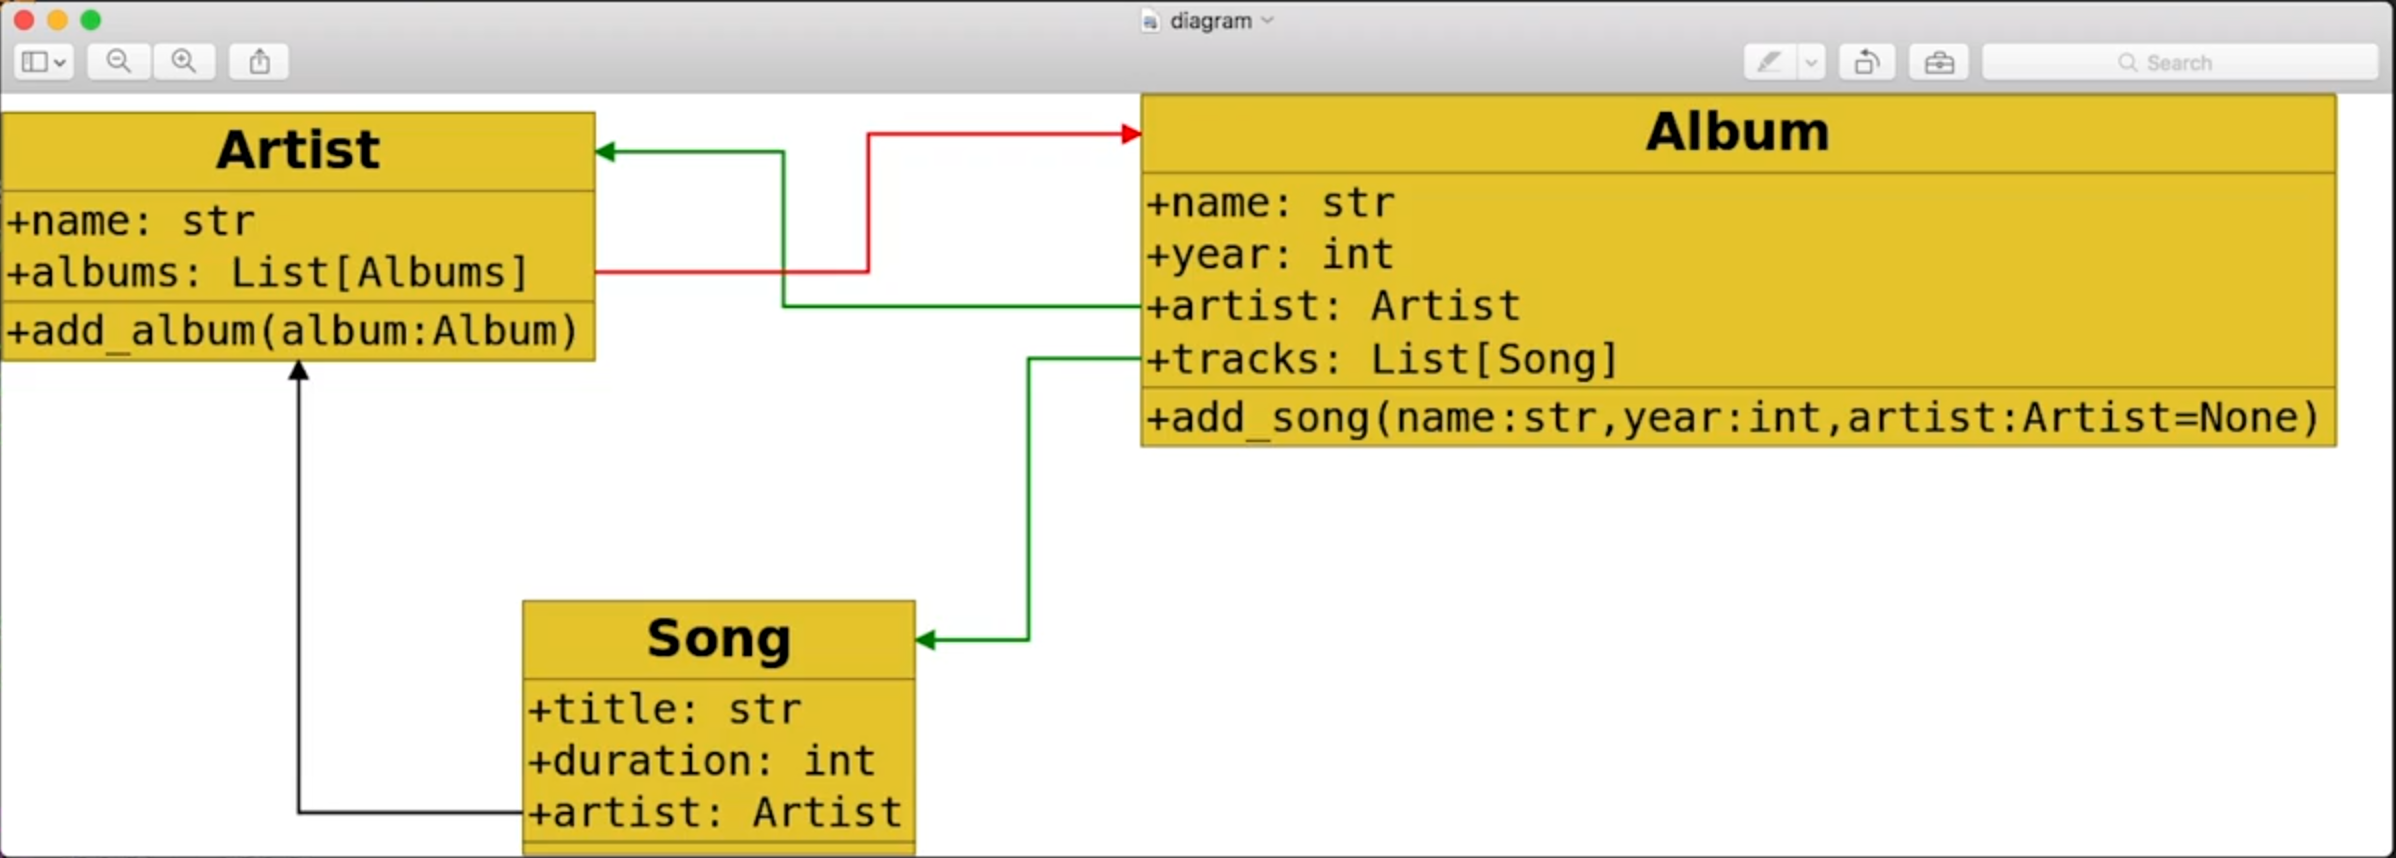 diagram
Search
Artist
+name: str
+albums: List[Albums]
+add_album(album:Album)
Album
+name: str
+year: int
+artist: Artist
+tracks: List[Song]
+add_song(name:str,year:int,artist:Artist=None)
Song
+title: str
+duration: int
+artist: Artist